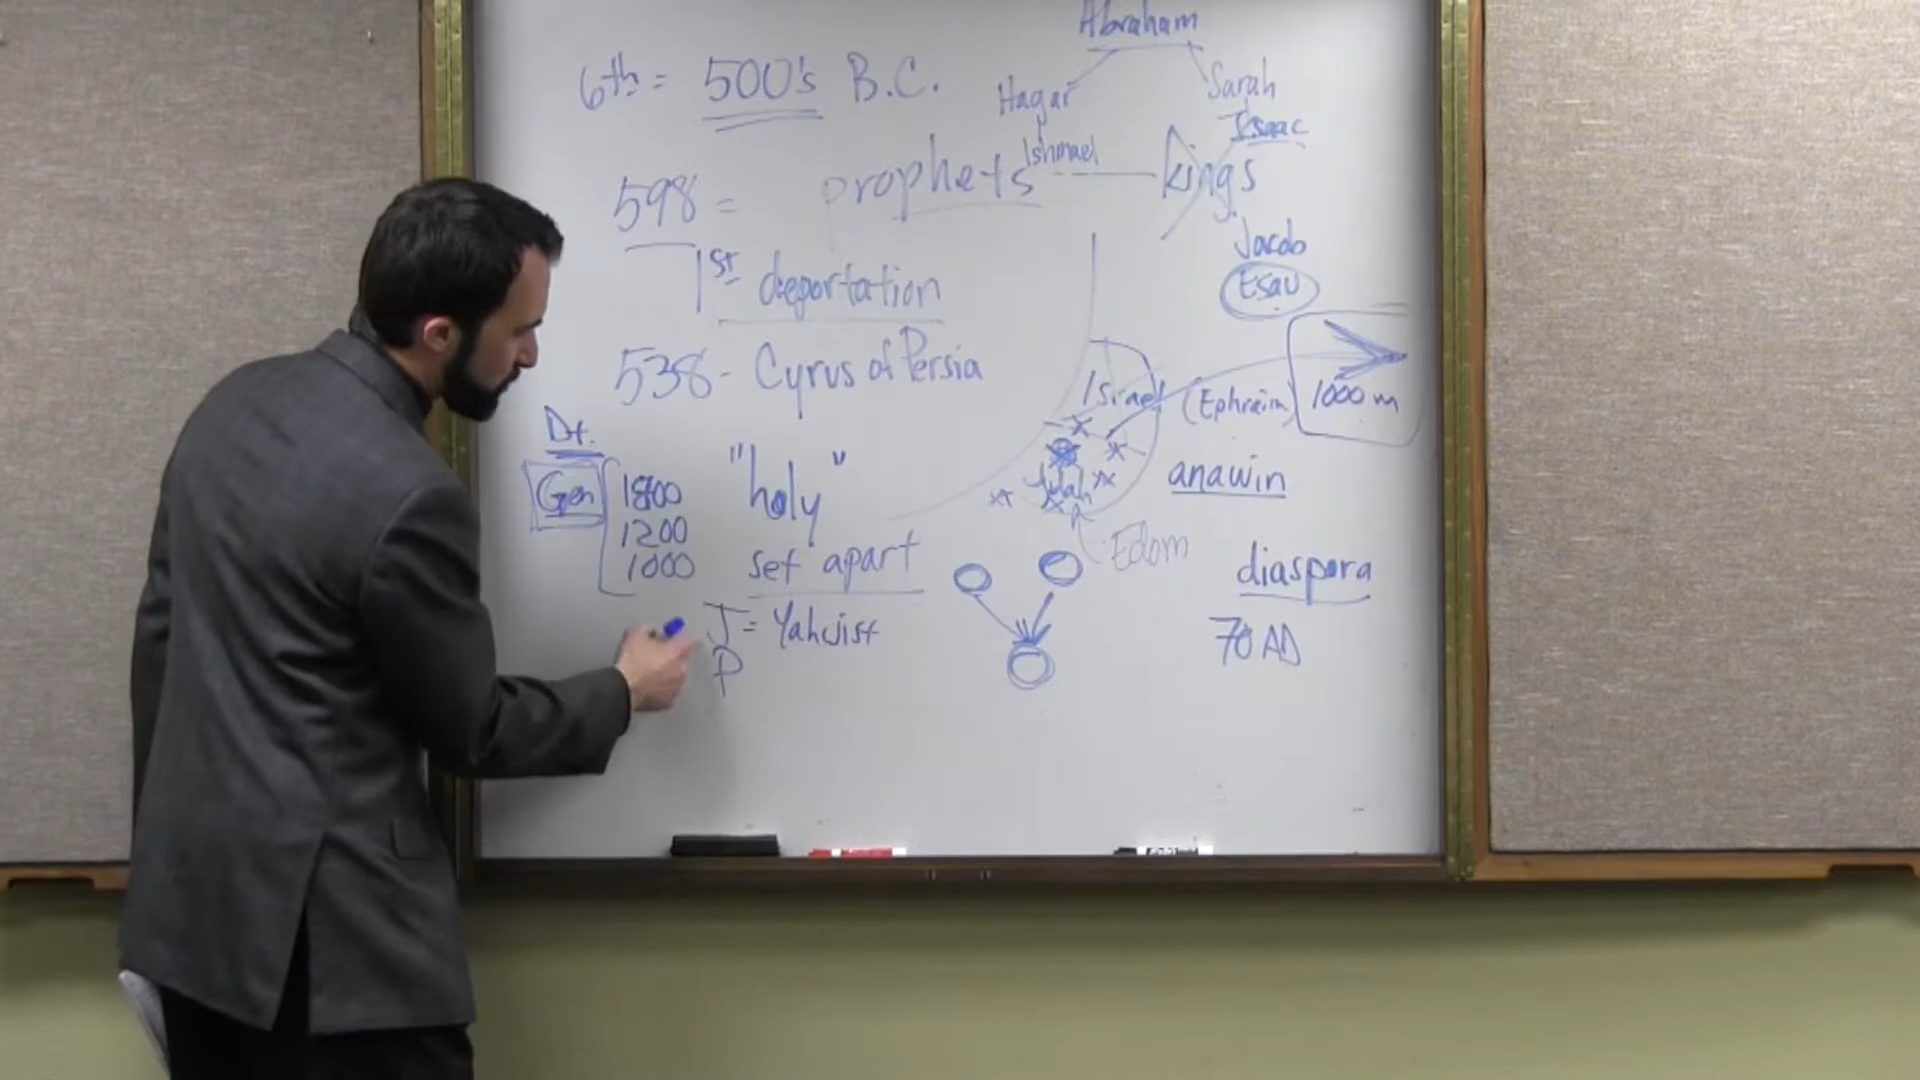 Abraham
6th = 500's B.C.
Hagar
Sarah
Isaac
Ishmael
598 =
prophets
kings
1st deportation
Jacob
Esau
538 - Cyrus of Persia
Israel
(Ephraim)
1000 m
Dt.
Gen
1800
1200
1000
"holy"
set apart
Judah
anawin
Edom
diaspora
70 AD
J = Yahwist
P